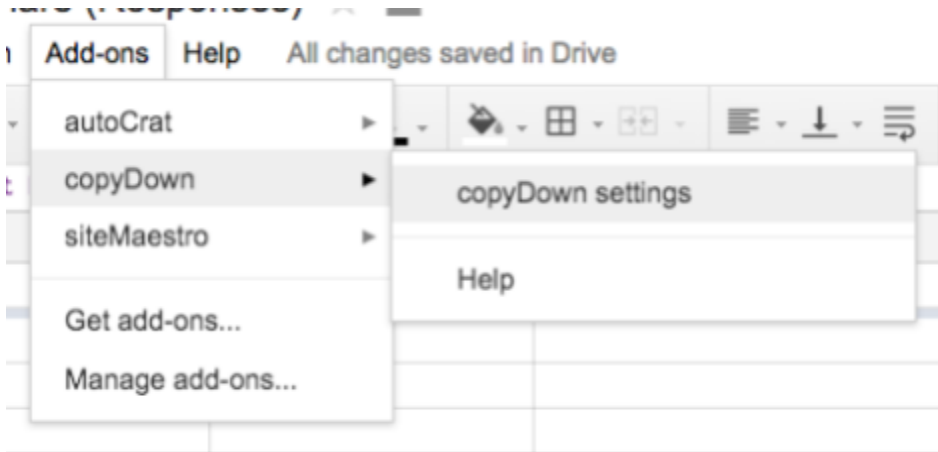 (Responses)
Add-ons Help All changes saved in Drive
autoCrat
copyDown
copyDown settings
siteMaestro
Help
Get add-ons...
Manage add-ons...